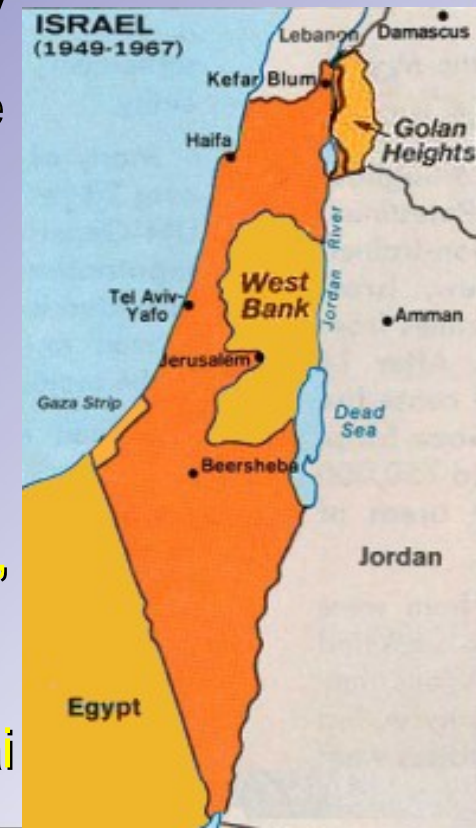 ISRAEL
(1949-1967)
Lebanon
Damascus
Kefar Blum
Golan
Heights
Haifa
Jordan River
West
Bank
Tel Aviv-
Yafo
Amman
Jerusalem
Gaza Strip
Dead
Sea
Beersheba
Jordan
Egypt